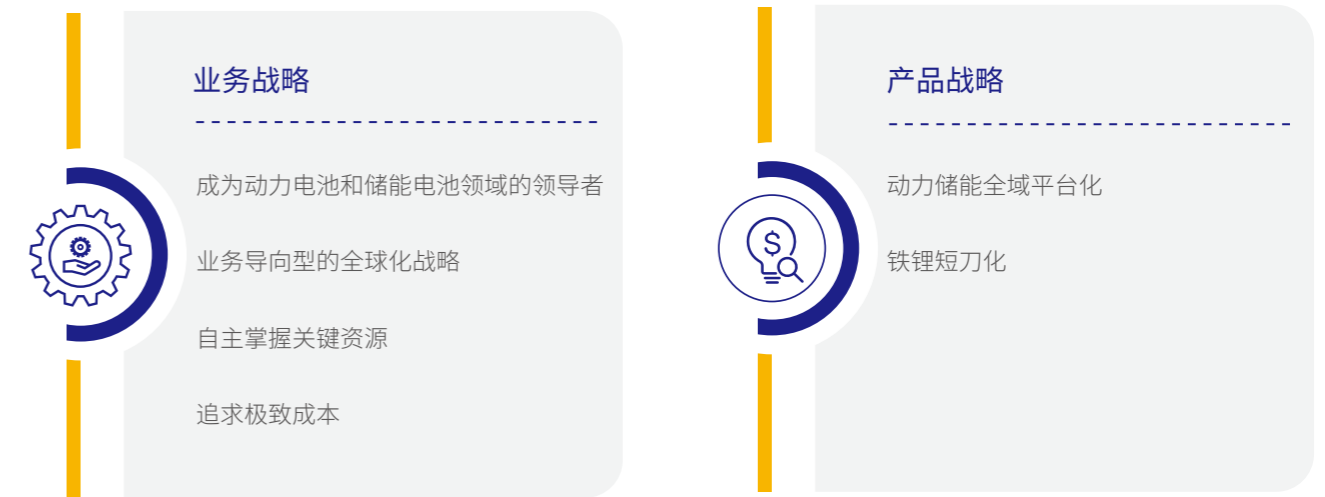 业务战略
成为动力电池和储能电池领域的领导者
业务导向型的全球化战略
自主掌握关键资源
追求极致成本
产品战略
动力储能全域平台化
铁锂短刀化
$